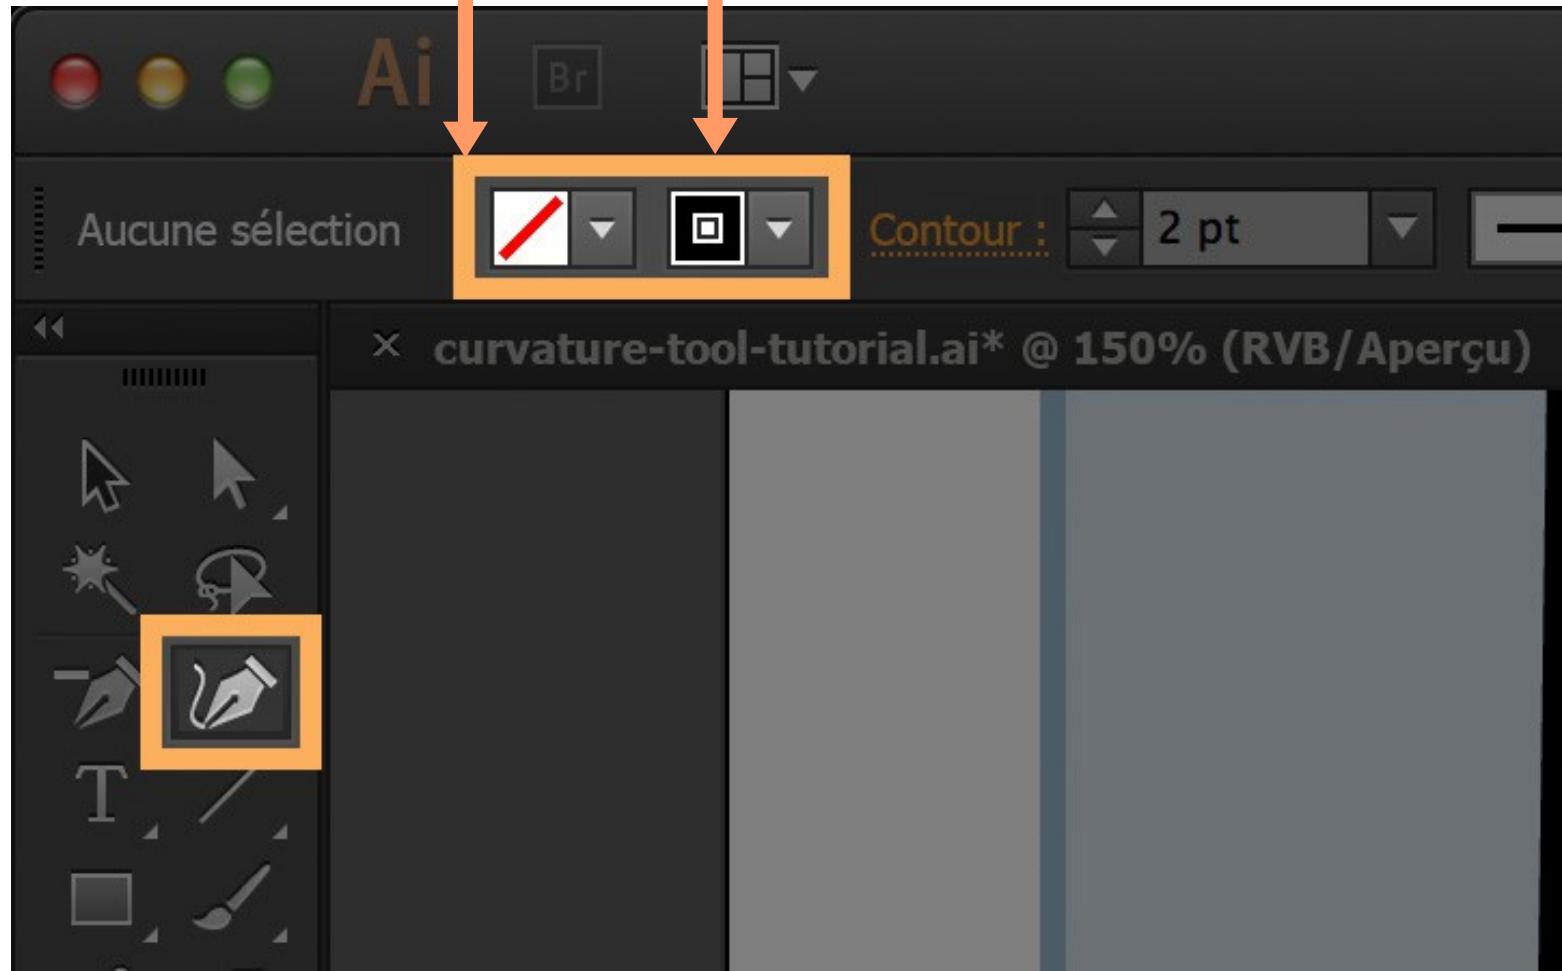 Ai Br
Aucune sélection Contour : 2 pt
× curvature-tool-tutorial.ai* @ 150% (RVB/Aperçu)
T